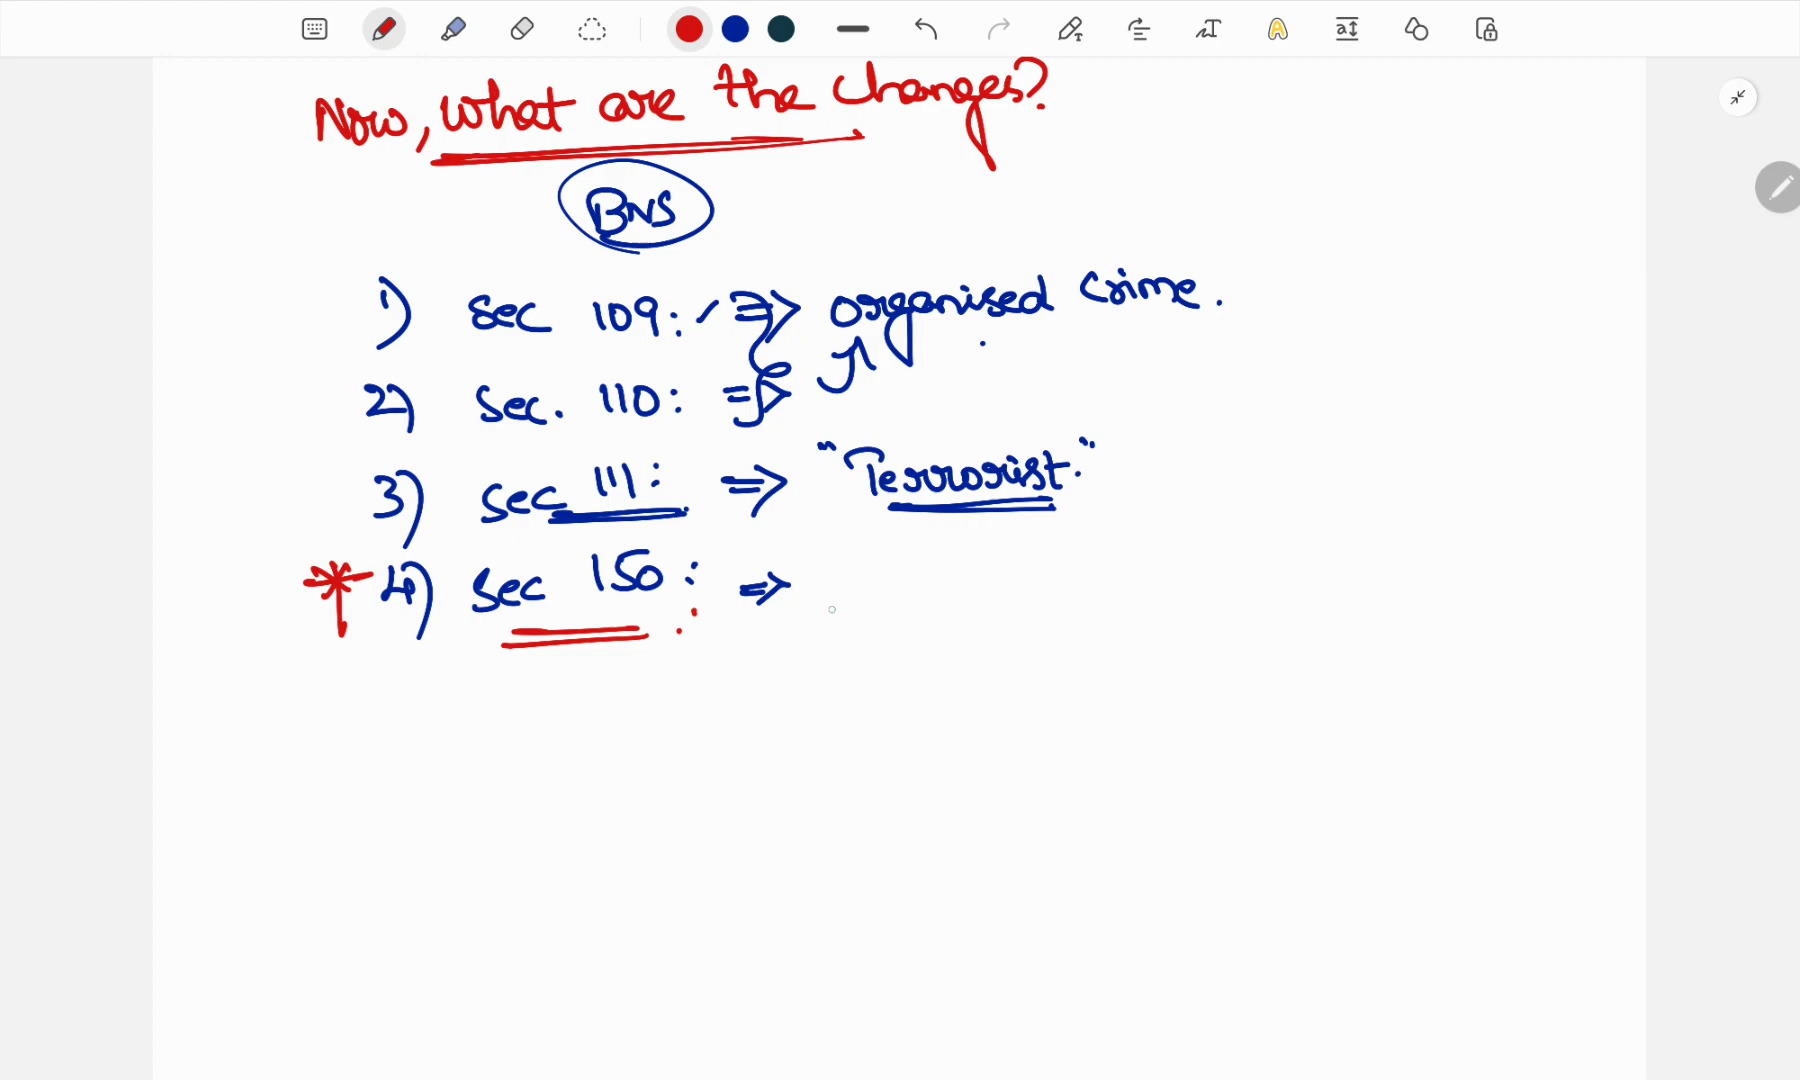 Now, what are the changes?
BNS
1) sec 109: => organised crime.
2) sec. 110: =>
3) sec 111: => "Terrorist."
4) sec 150: =>